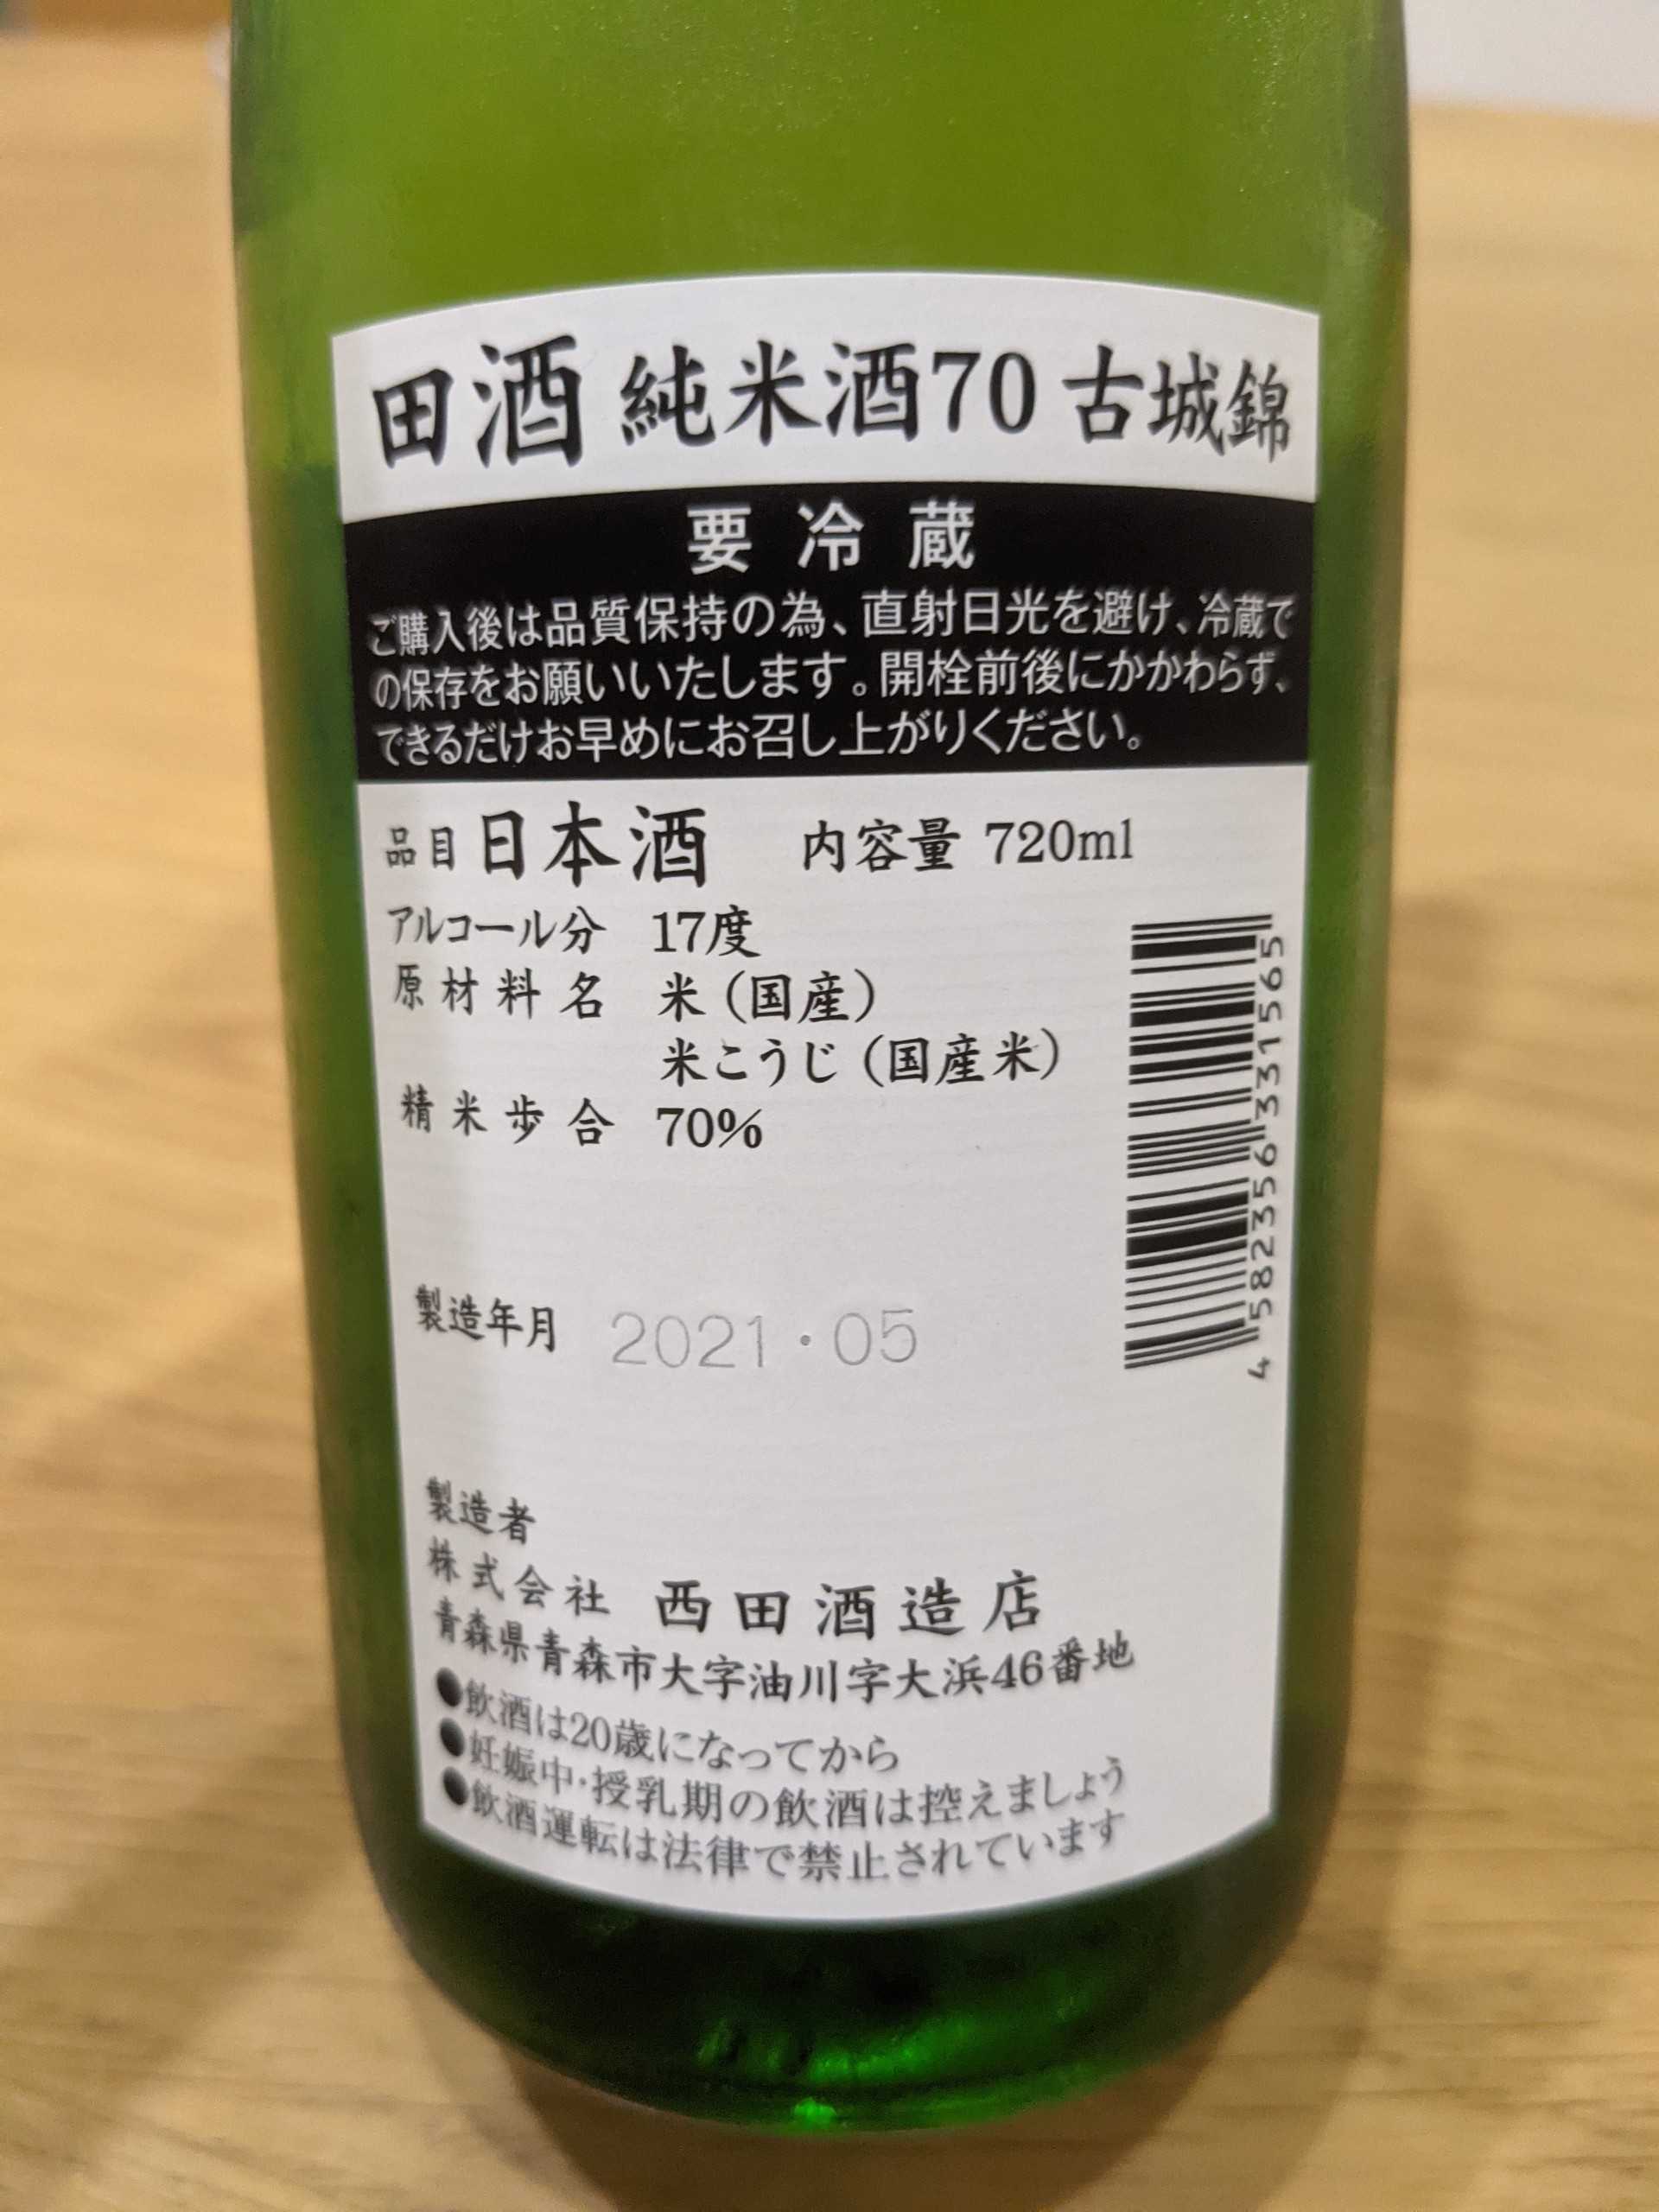 田酒 純米酒70 古城錦
要冷蔵
ご購入後は品質保持の為、直射日光を避け、冷蔵で
の保存をお願いいたします。開栓前後にかかわらず、
できるだけお早めにお召し上がりください。
品目 日本酒 内容量 720ml
アルコール分 17度
原材料名 米（国産）
米こうじ（国産米）
精米歩合 70%
4582356331565
製造年月 2021・05
製造者
株式会社 西田酒造店
青森県青森市大字油川字大浜46番地
●飲酒は20歳になってから
●妊娠中・授乳期の飲酒は控えましょう
●飲酒運転は法律で禁止されています